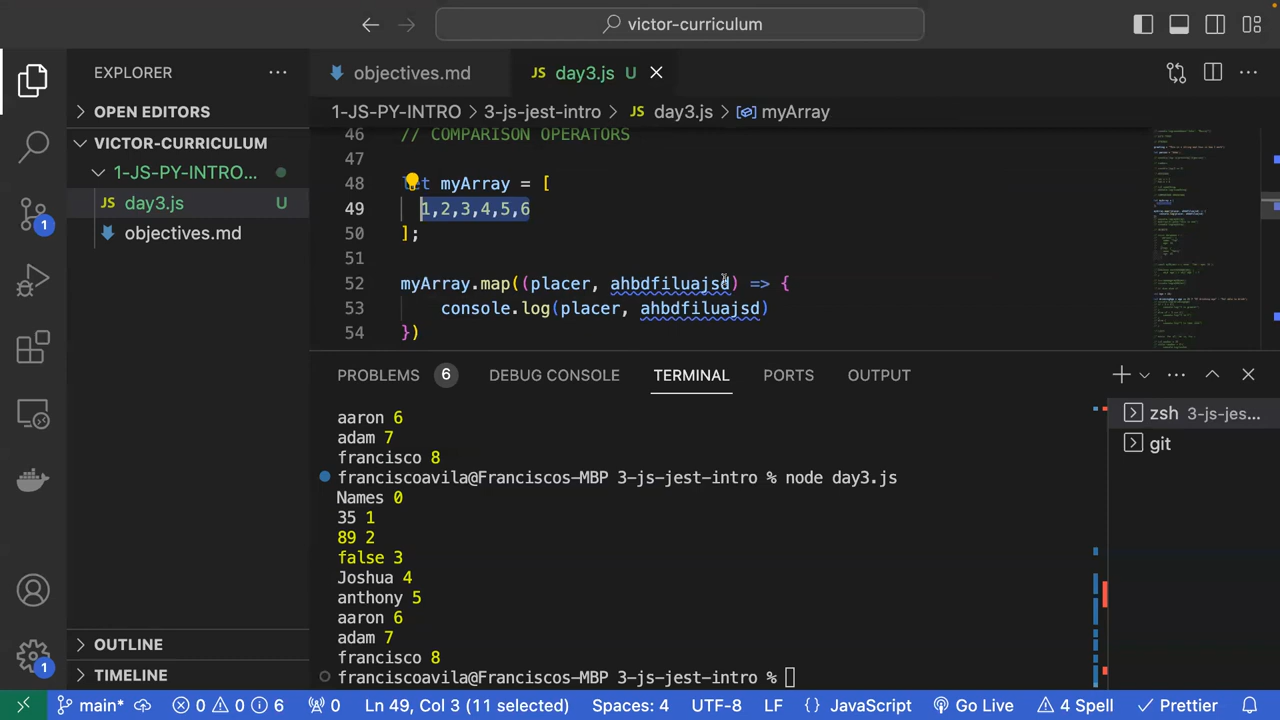 victor-curriculum
EXPLORER
objectives.md
JS day3.js U
OPEN EDITORS
1-JS-PY-INTRO > 3-js-jest-intro > JS day3.js > myArray
VICTOR-CURRICULUM
1-JS-PY-INTRO...
JS day3.js U
objectives.md
46 // COMPARISON OPERATORS
47
48 let myArray = [
49 1,2,3,4,5,6
50 ];
51
52 myArray.map((placer, ahbdfiluajsd) => {
53 console.log(placer, ahbdfiluajsd)
54 })
PROBLEMS 6 DEBUG CONSOLE TERMINAL PORTS OUTPUT
zsh 3-js-jes...
git
aaron 6
adam 7
francisco 8
franciscoavila@Franciscos-MBP 3-js-jest-intro % node day3.js
Names 0
35 1
89 2
false 3
Joshua 4
anthony 5
aaron 6
adam 7
francisco 8
franciscoavila@Franciscos-MBP 3-js-jest-intro %
1
1
OUTLINE
TIMELINE
main* 0 0 6 0 Ln 49, Col 3 (11 selected) Spaces: 4 UTF-8 LF {} JavaScript Go Live 4 Spell Prettier